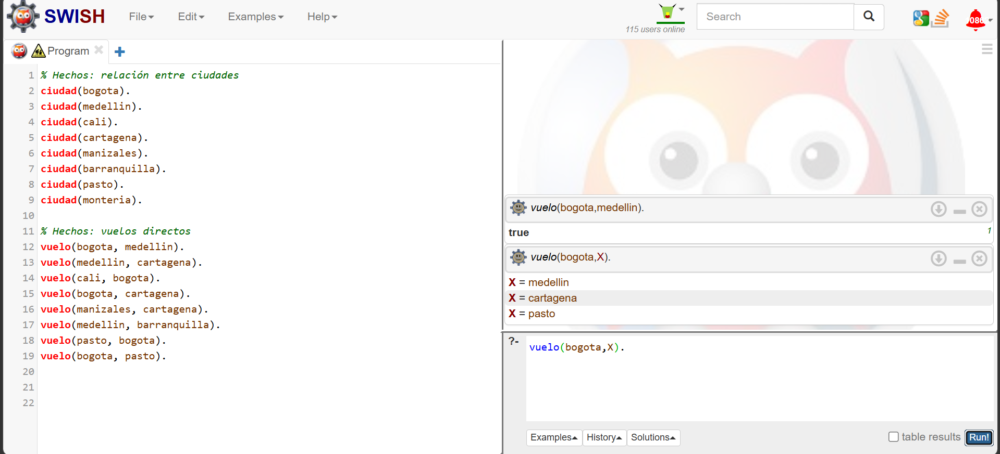 SWISH File Edit Examples Help 115 users online Search 086
Program
1 % Hechos: relación entre ciudades
2 ciudad(bogota).
3 ciudad(medellin).
4 ciudad(cali).
5 ciudad(cartagena).
6 ciudad(manizales).
7 ciudad(barranquilla).
8 ciudad(pasto).
9 ciudad(monteria).
10
11 % Hechos: vuelos directos
12 vuelo(bogota, medellin).
13 vuelo(medellin, cartagena).
14 vuelo(cali, bogota).
15 vuelo(bogota, cartagena).
16 vuelo(manizales, cartagena).
17 vuelo(medellin, barranquilla).
18 vuelo(pasto, bogota).
19 vuelo(bogota, pasto).
20
21
22
vuelo(bogota,medellin).
true 1
vuelo(bogota,X).
X = medellin
X = cartagena
X = pasto
?- vuelo(bogota,X).
Examples History Solutions table results Run!